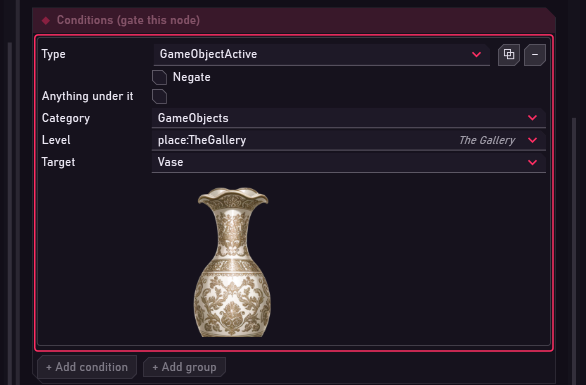 Conditions (gate this node)
Type GameObjectActive
Negate
Anything under it
Category GameObjects
Level place:TheGallery The Gallery
Target Vase
+ Add condition + Add group